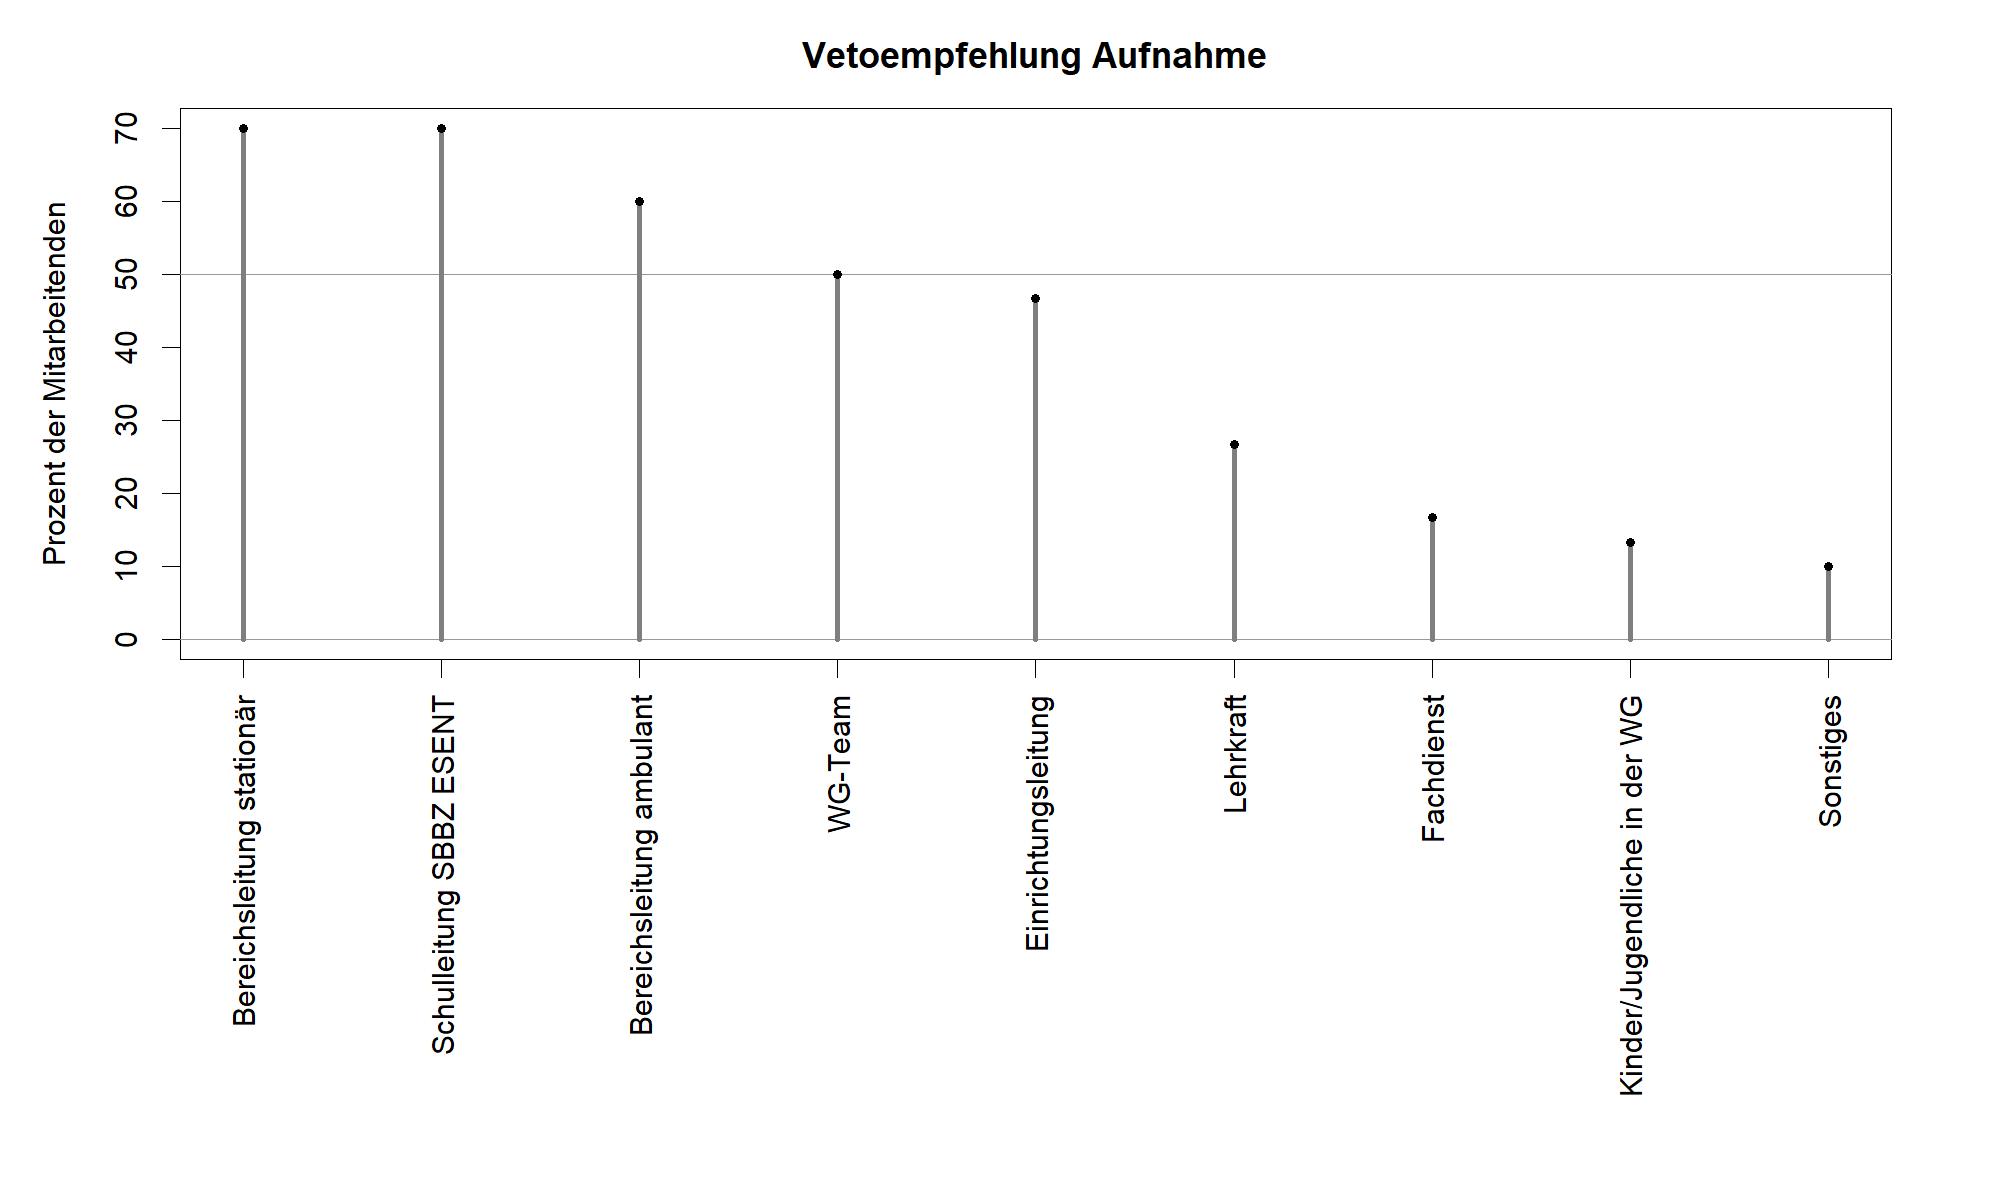 Vetoempfehlung Aufnahme
Prozent der Mitarbeitenden
70
60
50
40
30
20
10
0
Bereichsleitung stationär
Schulleitung SBBZ ESENT
Bereichsleitung ambulant
WG-Team
Einrichtungsleitung
Lehrkraft
Fachdienst
Kinder/Jugendliche in der WG
Sonstiges